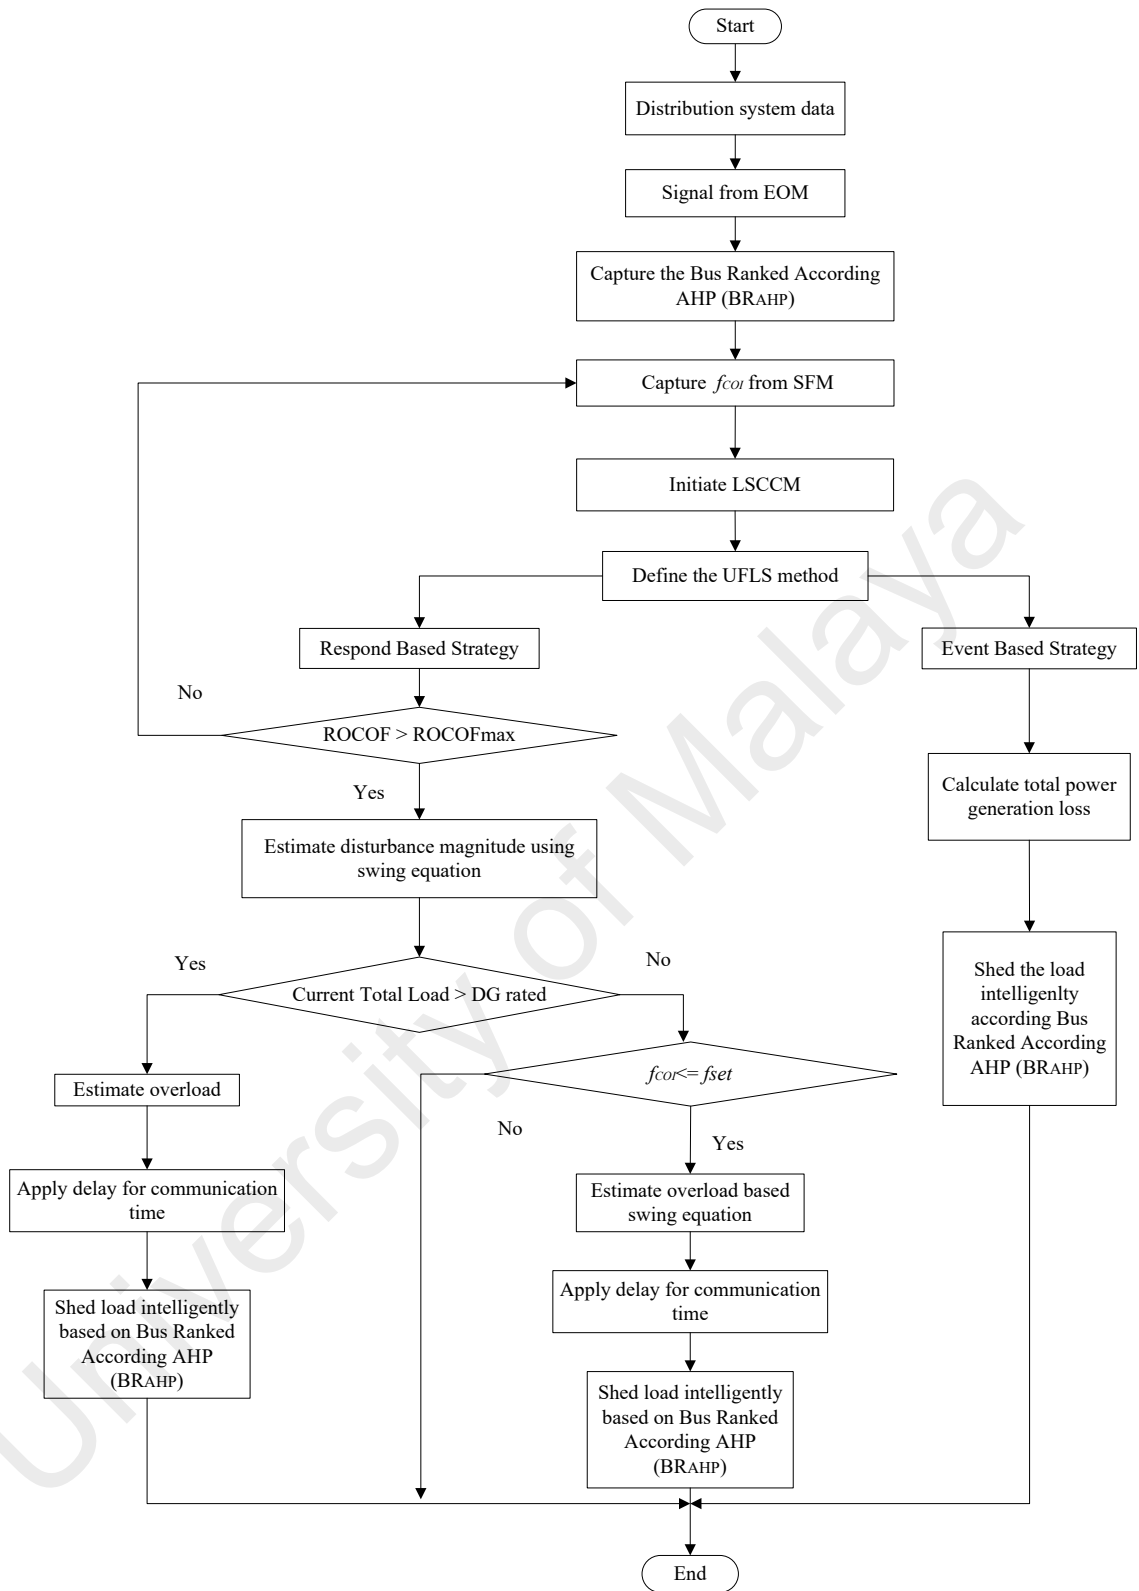 Start
Distribution system data
Signal from EOM
Capture the Bus Ranked According
AHP (BRAHP)
Capture fCOI from SFM
Initiate LSCCM
Define the UFLS method
Respond Based Strategy
Event Based Strategy
No
ROCOF > ROCOFmax
Yes
Calculate total power
generation loss
Estimate disturbance magnitude using
swing equation
Yes
No
Current Total Load > DG rated
Shed the load
intelligenlty
according Bus
Ranked According
AHP (BRAHP)
fCOI<= fset
Estimate overload
No
Yes
Apply delay for communication
time
Estimate overload based
swing equation
Apply delay for communication
time
Shed load intelligently
based on Bus Ranked
According AHP
(BRAHP)
Shed load intelligently
based on Bus Ranked
According AHP
(BRAHP)
End
University of Malaya